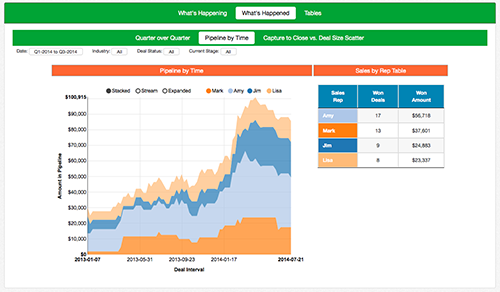 What's Happening What's Happened Tables
Quarter over Quarter Pipeline by Time Capture to Close vs. Deal Size Scatter
Date: Q1-2014 to Q3-2014 Industry: All Deal Status: All Current Stage: All
Pipeline by Time
Stacked Stream Expanded Mark Amy Jim Lisa
$100,915
$90,000
$80,000
$70,000
$60,000
$50,000
$40,000
$30,000
$20,000
$10,000
$0
Amount in Pipeline
2013-01-07 2013-05-31 2013-09-23 2014-01-17 2014-07-21
Deal Interval
Sales by Rep Table
Sales Rep Won Deals Won Amount
Amy 17 $56,718
Mark 13 $37,601
Jim 9 $24,883
Lisa 8 $23,337